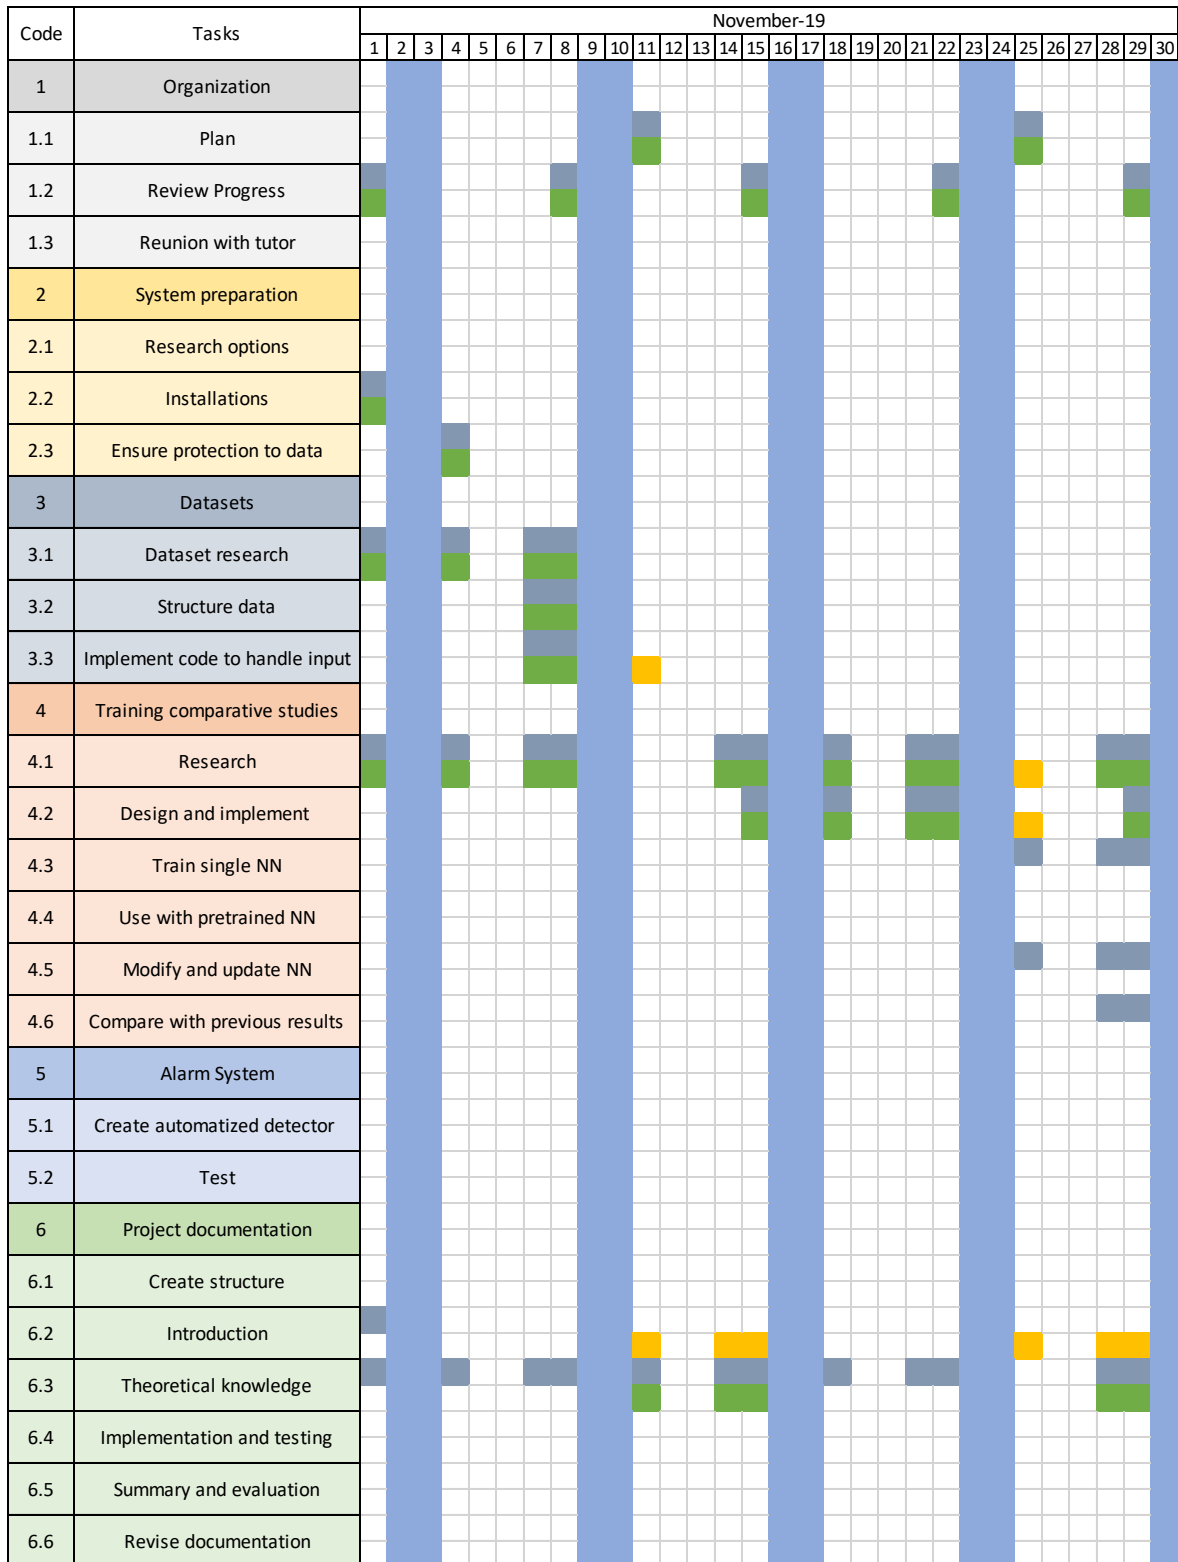 Code Tasks November-19
1 2 3 4 5 6 7 8 9 10 11 12 13 14 15 16 17 18 19 20 21 22 23 24 25 26 27 28 29 30
1 Organization
1.1 Plan
1.2 Review Progress
1.3 Reunion with tutor
2 System preparation
2.1 Research options
2.2 Installations
2.3 Ensure protection to data
3 Datasets
3.1 Dataset research
3.2 Structure data
3.3 Implement code to handle input
4 Training comparative studies
4.1 Research
4.2 Design and implement
4.3 Train single NN
4.4 Use with pretrained NN
4.5 Modify and update NN
4.6 Compare with previous results
5 Alarm System
5.1 Create automatized detector
5.2 Test
6 Project documentation
6.1 Create structure
6.2 Introduction
6.3 Theoretical knowledge
6.4 Implementation and testing
6.5 Summary and evaluation
6.6 Revise documentation